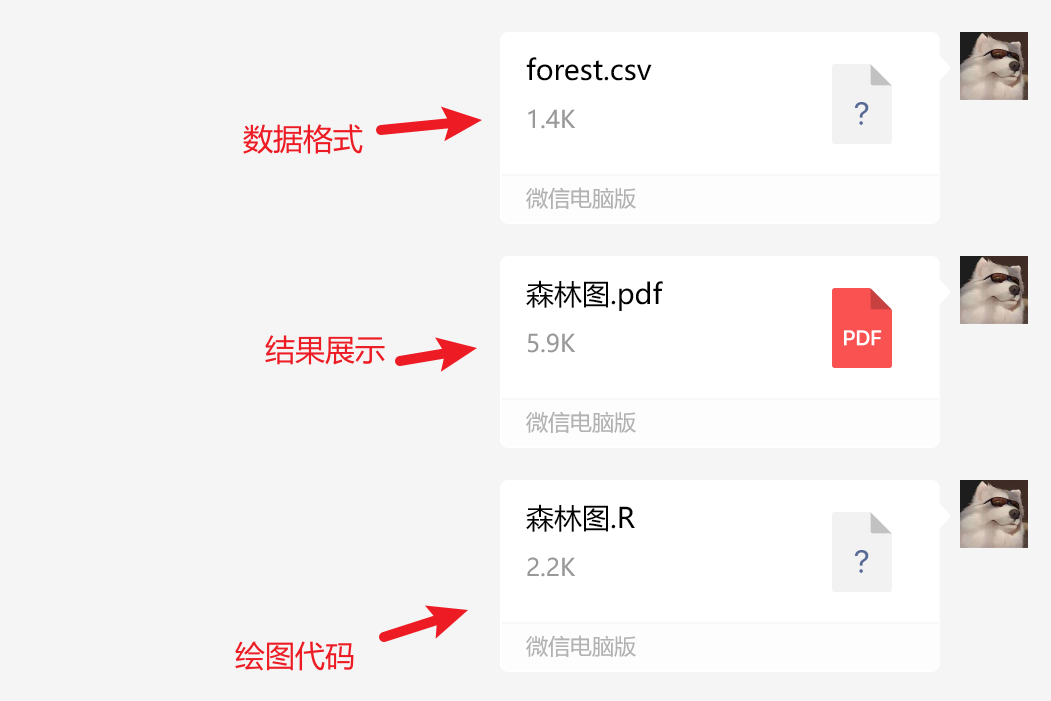 forest.csv
1.4K
?
数据格式
微信电脑版
森林图.pdf
5.9K
PDF
结果展示
微信电脑版
森林图.R
2.2K
?
绘图代码
微信电脑版